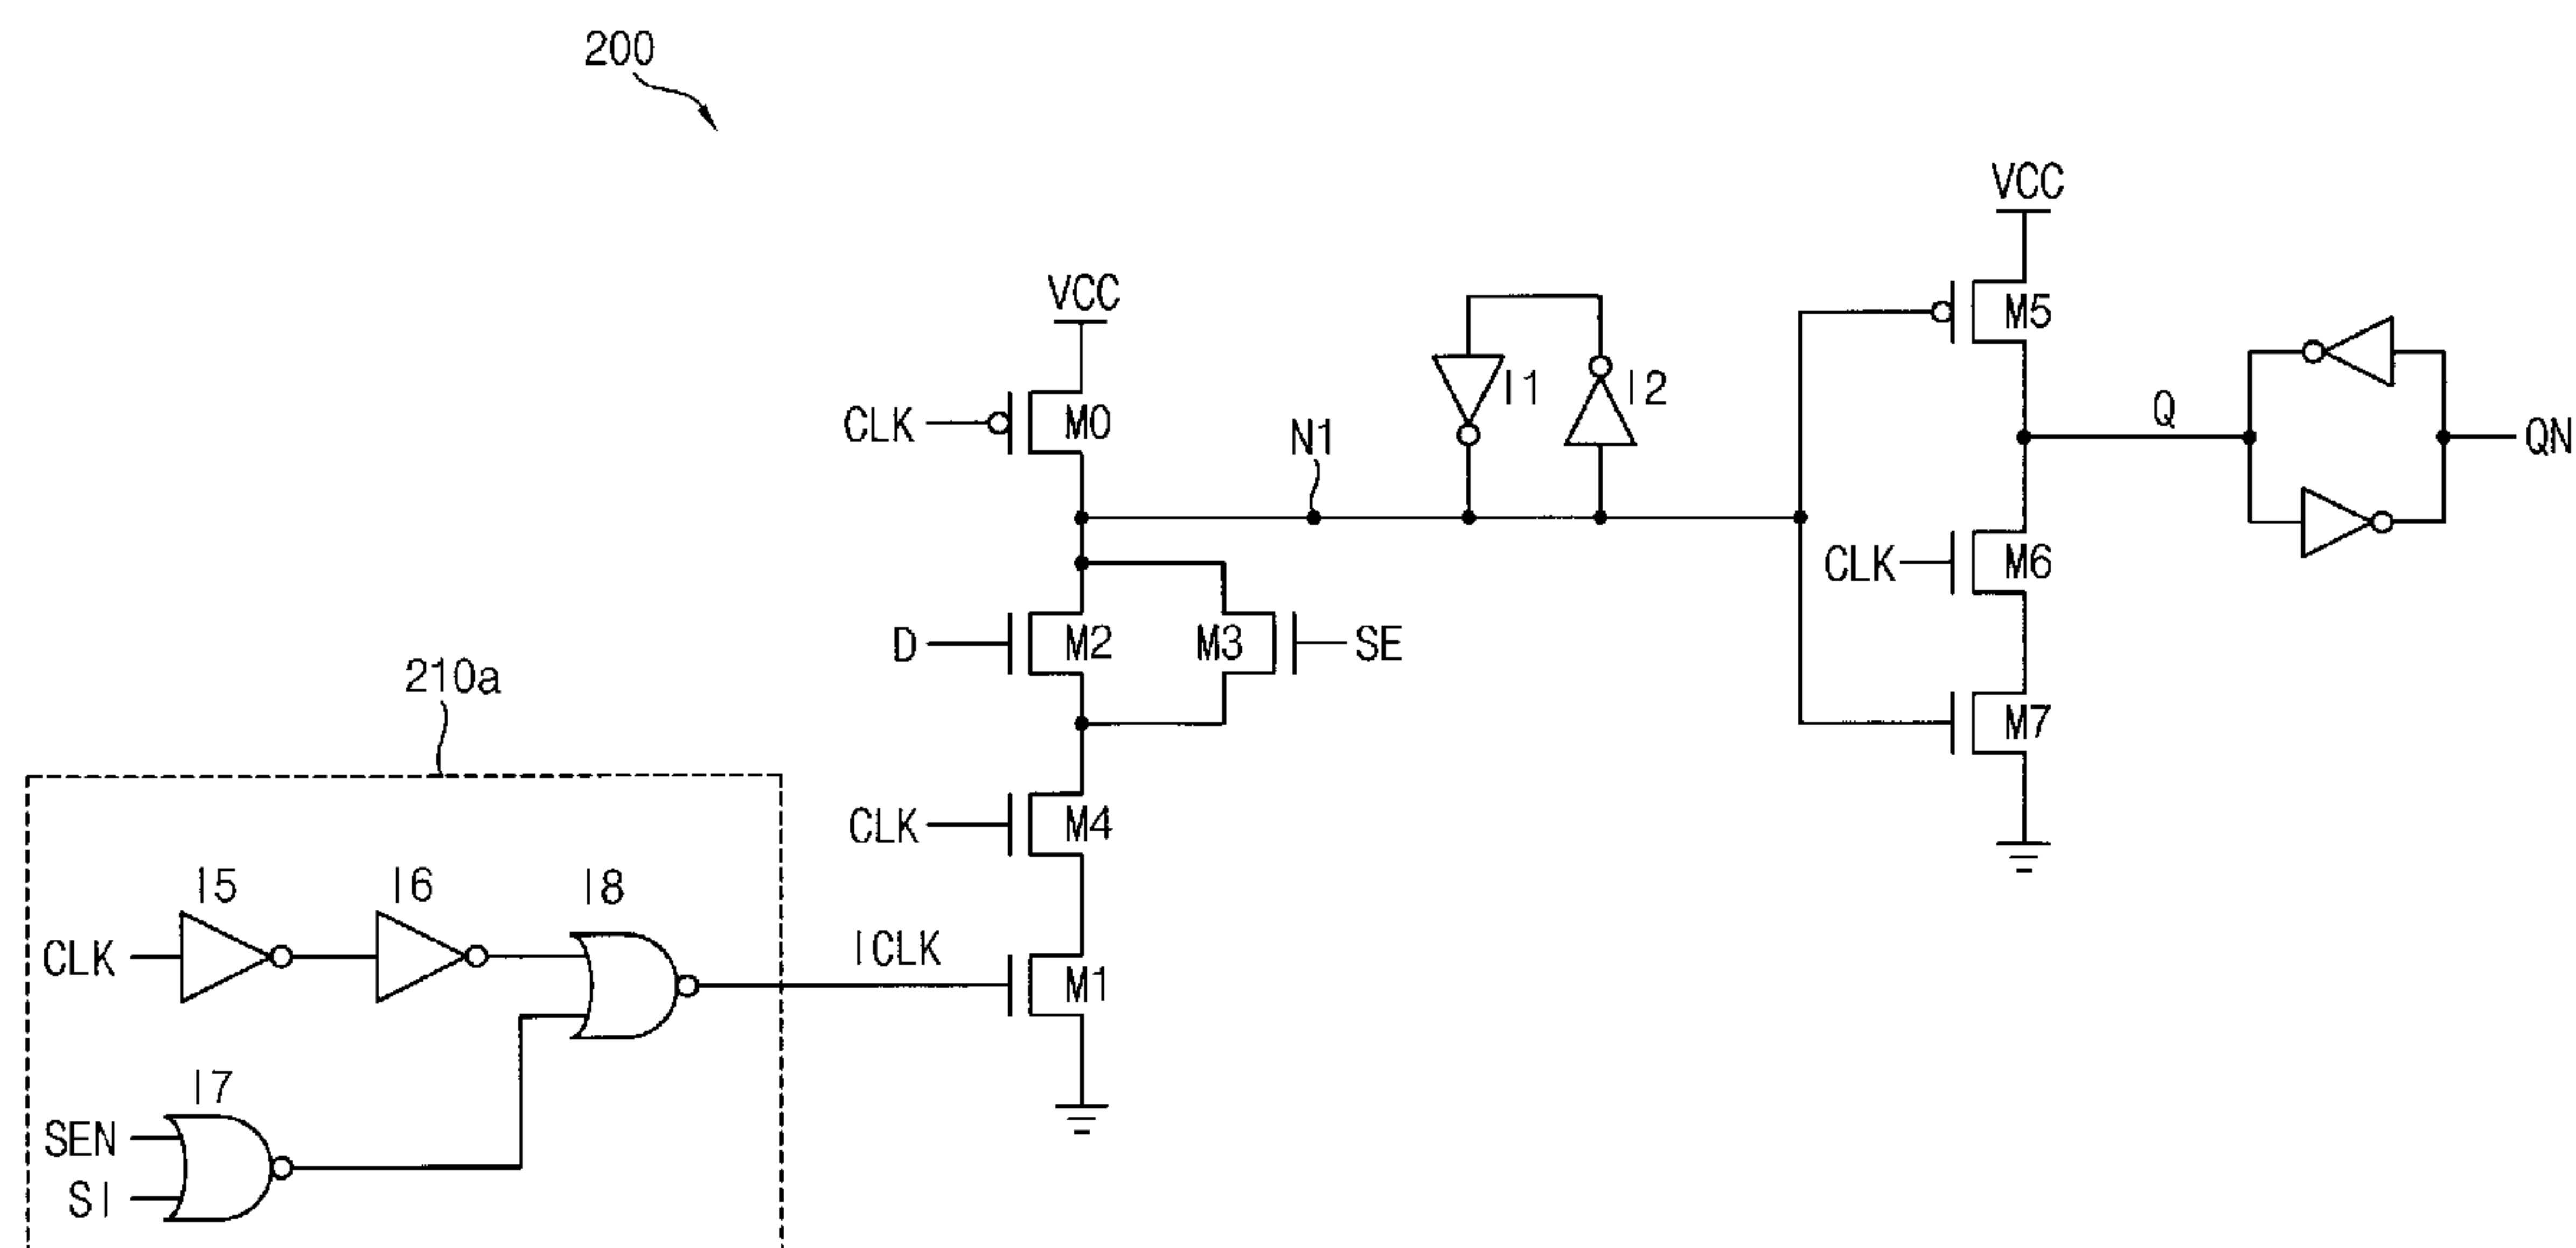 200
VCC
VCC
M5
CLK
M0
I1
I2
N1
Q
QN
CLK
M6
D
M2
M3
SE
210a
M7
CLK
M4
I5
I6
I8
CLK
ICLK
M1
I7
SEN
SI